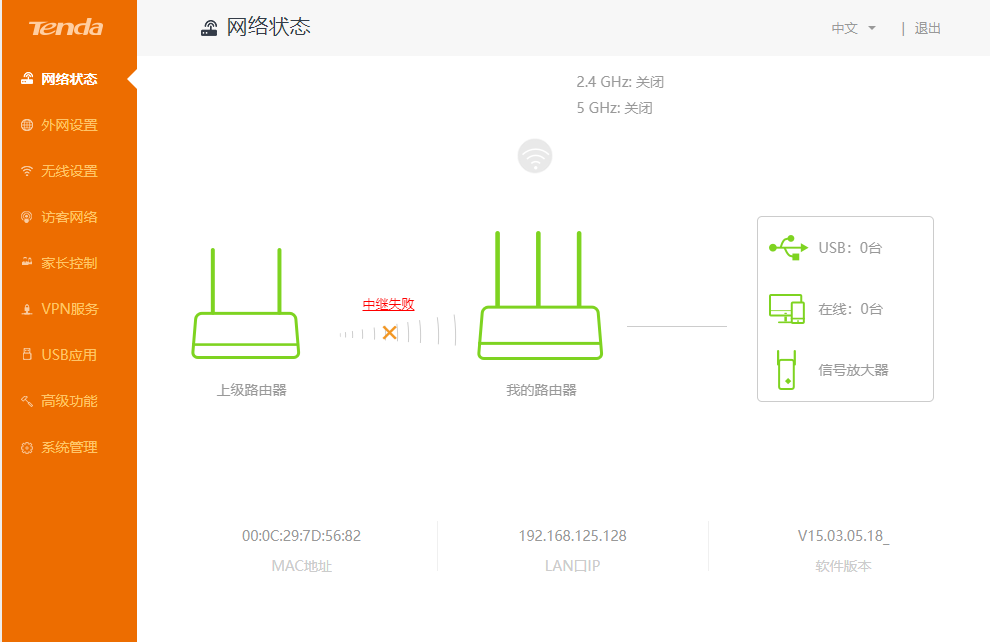 Tenda
网络状态
中文
| 退出
网络状态
外网设置
无线设置
访客网络
家长控制
VPN服务
USB应用
高级功能
系统管理
2.4 GHz: 关闭
5 GHz: 关闭
中继失败
上级路由器
我的路由器
USB：0台
在线：0台
信号放大器
00:0C:29:7D:56:82
MAC地址
192.168.125.128
LAN口IP
V15.03.05.18_
软件版本